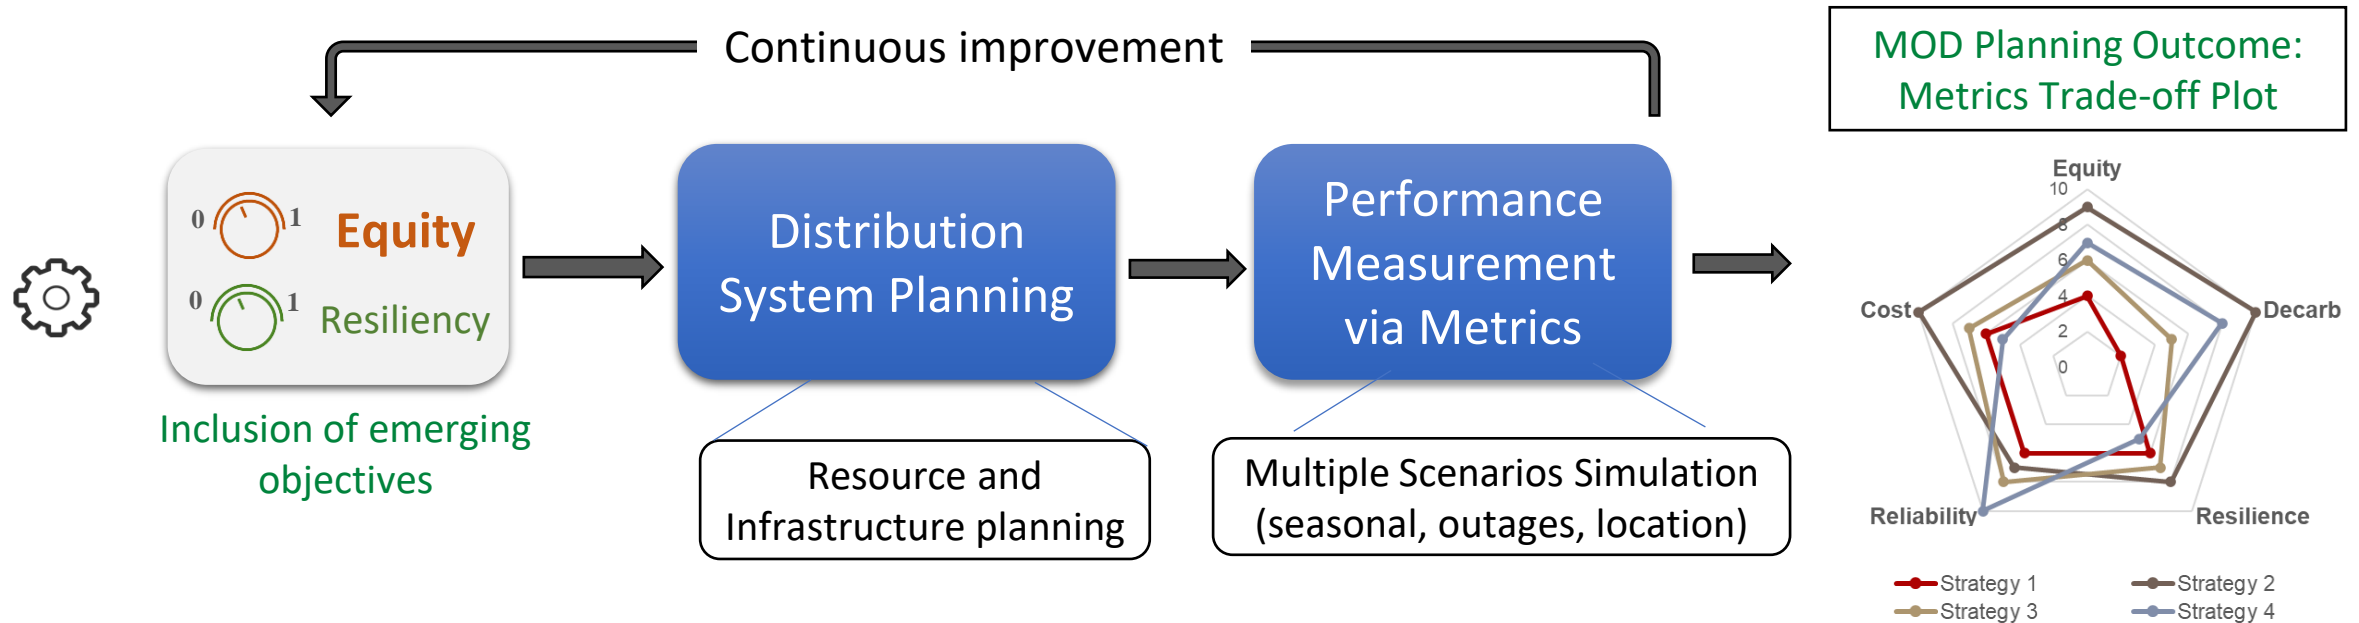 Continuous improvement
0 1 Equity
0 1 Resiliency
Inclusion of emerging
objectives
Distribution
System Planning
Resource and
Infrastructure planning
Performance
Measurement
via Metrics
Multiple Scenarios Simulation
(seasonal, outages, location)
MOD Planning Outcome:
Metrics Trade-off Plot
Equity
10
8
6
4
2
0
Cost
Decarb
Reliability
Resilience
Strategy 1
Strategy 2
Strategy 3
Strategy 4